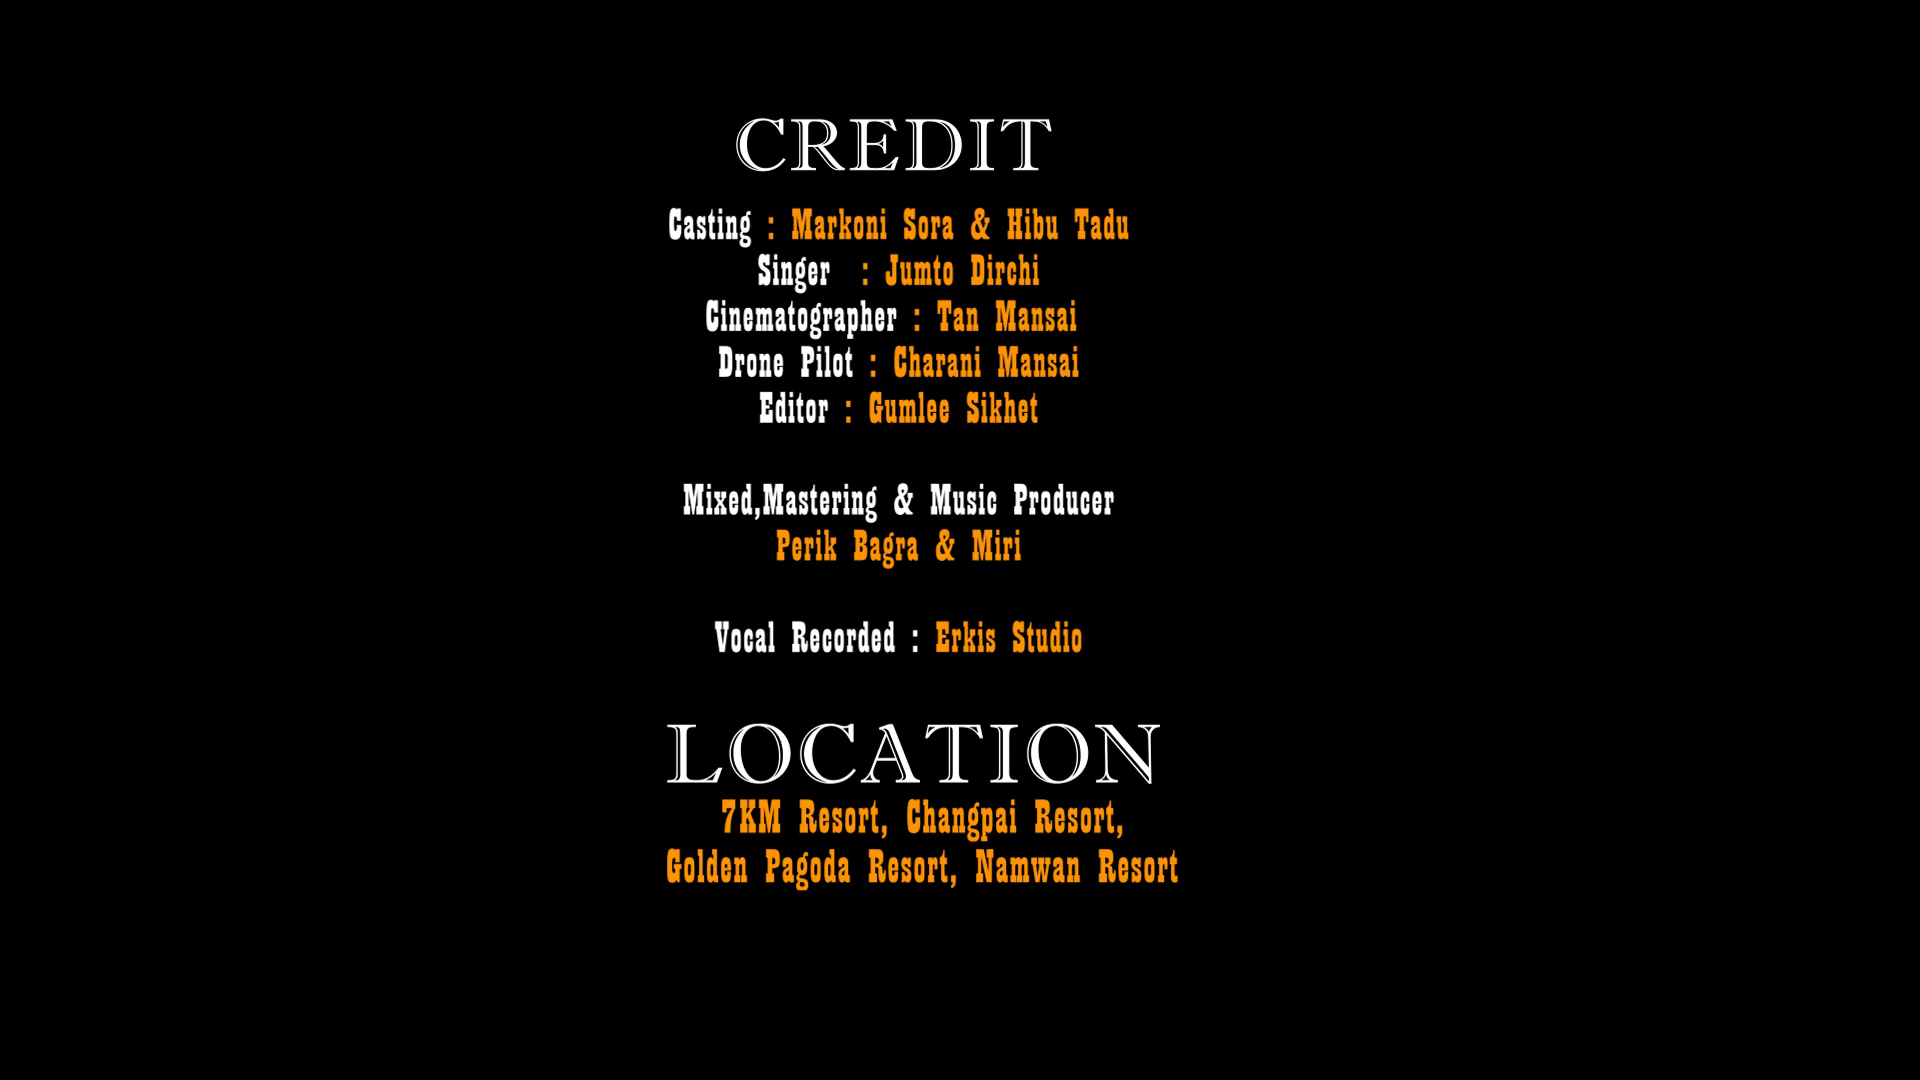 CREDIT
Casting : Markoni Sora & Hibu Tadu
Singer : Jumto Dirchi
Cinematographer : Tan Mansai
Drone Pilot : Charani Mansai
Editor : Gumlee Sikhet
Mixed,Mastering & Music Producer
Perik Bagra & Miri
Vocal Recorded : Erkis Studio
LOCATION
7KM Resort, Changpai Resort,
Golden Pagoda Resort, Namwan Resort